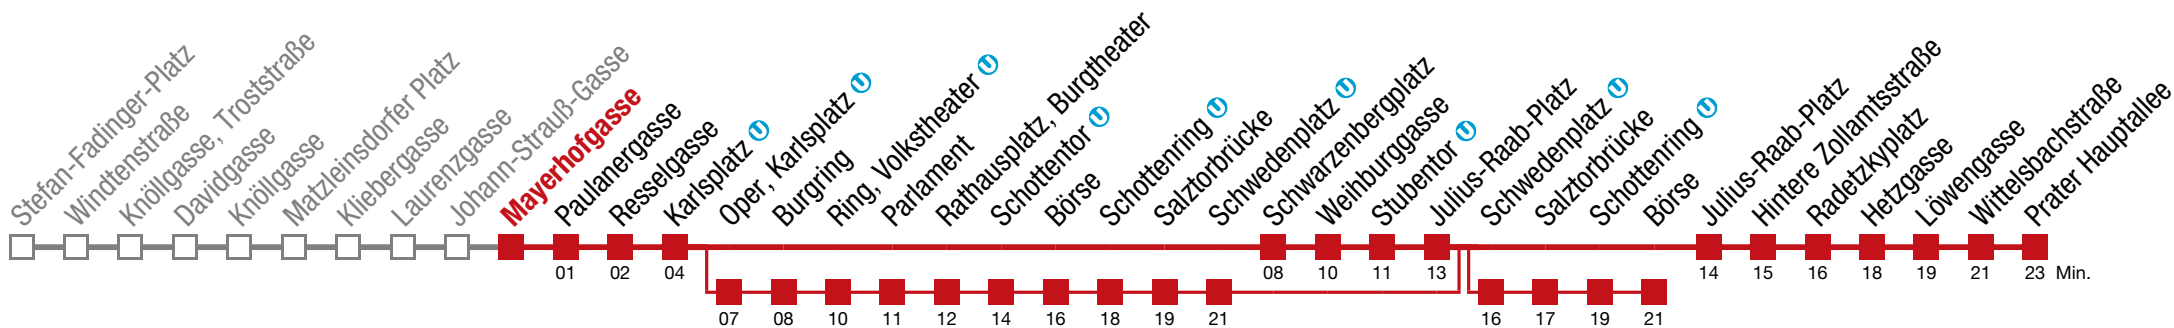 Stefan-Fadinger-Platz
Windtenstraße
Knöllgasse, Troststraße
Davidgasse
Knöllgasse
Matzleinsdorfer Platz
Kliebergasse
Laurenzgasse
Johann-Strauß-Gasse
Mayerhofgasse
Paulanergasse
Resselgasse
Karlsplatz U
Oper, Karlsplatz U
Burgring
Ring, Volkstheater U
Parlament
Rathausplatz, Burgtheater
Schottentor U
Börse
Schottenring U
Salztorbrücke
Schwedenplatz U
Schwarzenbergplatz
Weihburggasse
Stubentor U
Julius-Raab-Platz
Schwedenplatz U
Salztorbrücke
Schottenring U
Börse
Julius-Raab-Platz
Hintere Zollamtsstraße
Radetzkyplatz
Hetzgasse
Löwengasse
Wittelsbachstraße
Prater Hauptallee
01 02 04 08 10 11 13 14 15 16 18 19 21 23 Min.
07 08 10 11 12 14 16 18 19 21 16 17 19 21